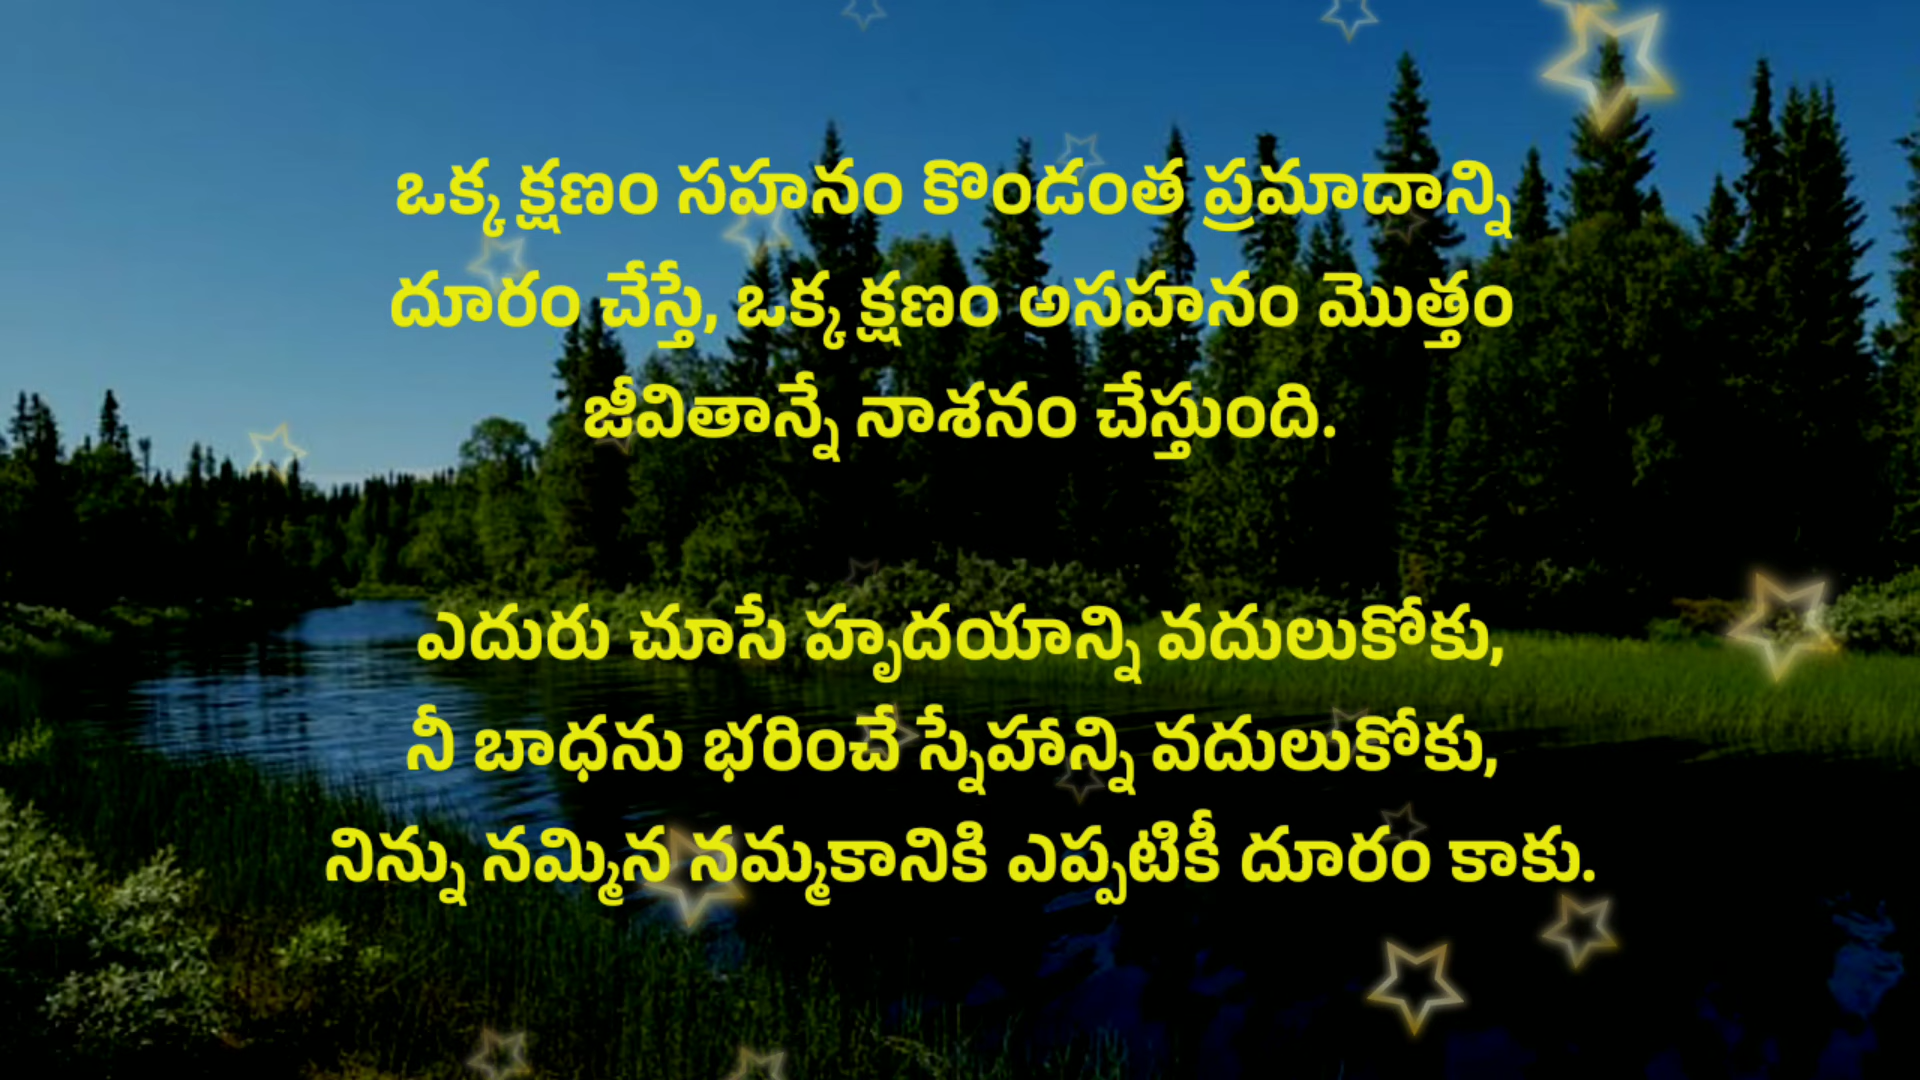 ఒక్క క్షణం సహనం కొండంత ప్రమాదాన్ని
దూరం చేస్తే, ఒక్క క్షణం అసహనం మొత్తం
జీవితాన్నే నాశనం చేస్తుంది.
ఎదురు చూసే హృదయాన్ని వదులుకోకు,
నీ బాధను భరించే స్నేహాన్ని వదులుకోకు,
నిన్ను నమ్మిన నమ్మకానికి ఎప్పటికీ దూరం కాకు.